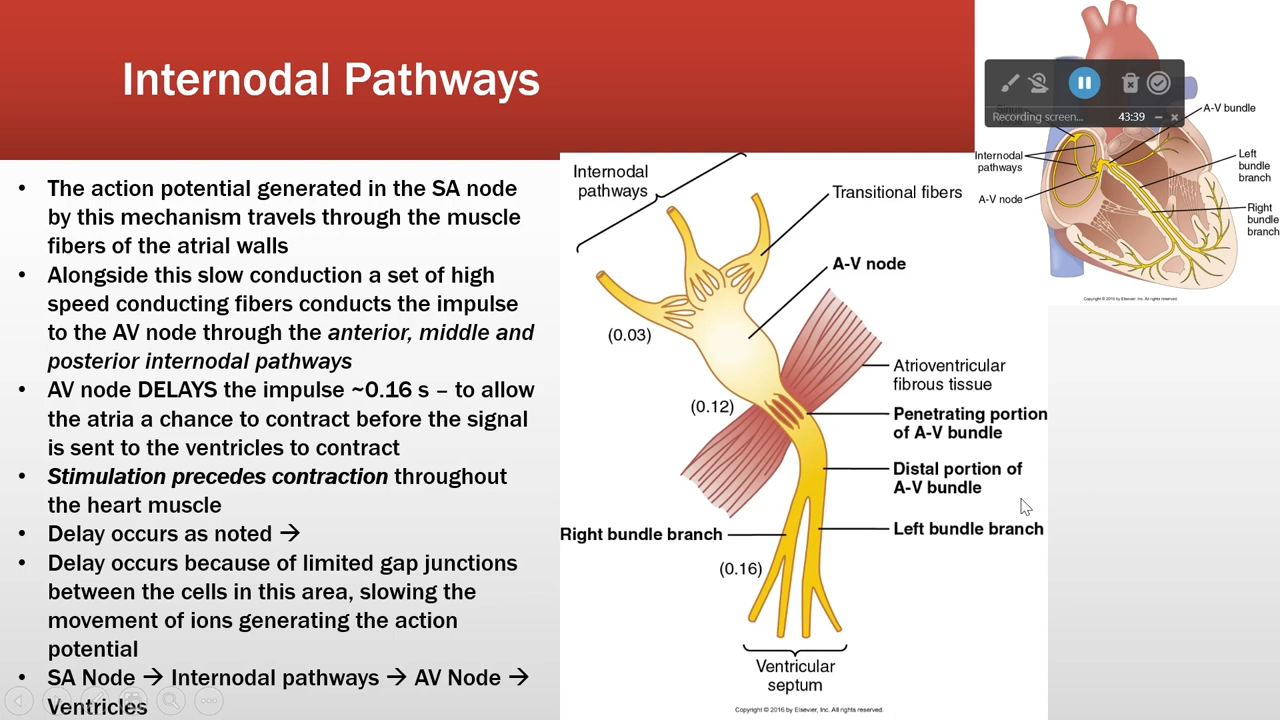 Internodal Pathways
• The action potential generated in the SA node
by this mechanism travels through the muscle
fibers of the atrial walls
• Alongside this slow conduction a set of high
speed conducting fibers conducts the impulse
to the AV node through the anterior, middle and
posterior internodal pathways
• AV node DELAYS the impulse ~0.16 s – to allow
the atria a chance to contract before the signal
is sent to the ventricles to contract
• Stimulation precedes contraction throughout
the heart muscle
• Delay occurs as noted →
• Delay occurs because of limited gap junctions
between the cells in this area, slowing the
movement of ions generating the action
potential
• SA Node → Internodal pathways → AV Node →
Ventricles
Internodal
pathways
Transitional fibers
A-V node
(0.03)
Atrioventricular
fibrous tissue
(0.12)
Penetrating portion
of A-V bundle
Distal portion of
A-V bundle
Right bundle branch
Left bundle branch
(0.16)
Ventricular
septum
Copyright © 2016 by Elsevier, Inc. All rights reserved.
Recording screen...
43:39
A-V bundle
Internodal
pathways
Left
bundle
branch
A-V node
Right
bundle
branch
Copyright © 2016 by Elsevier, Inc. All rights reserved.